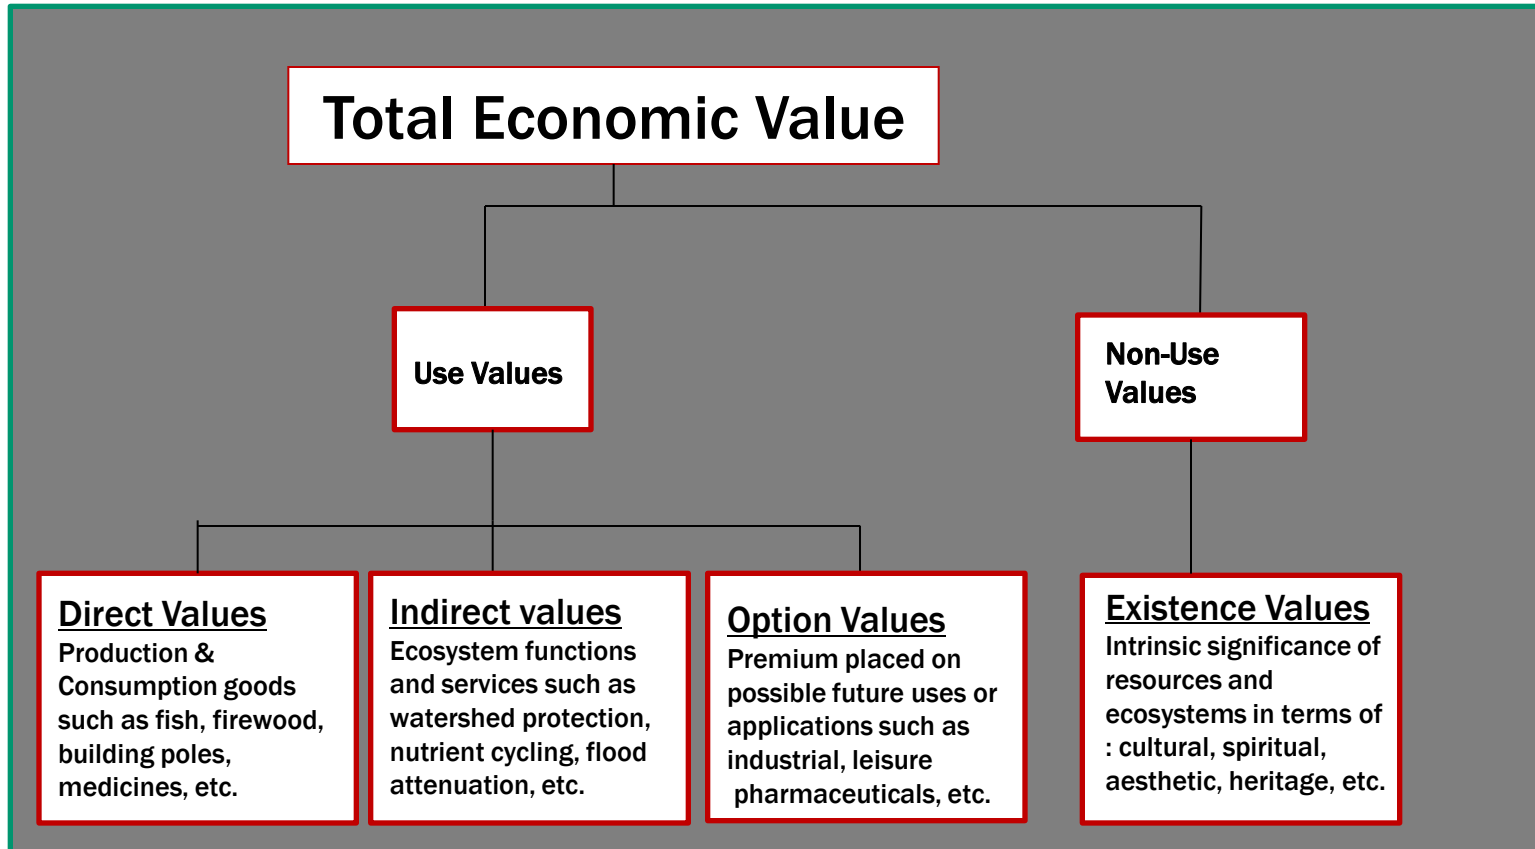 Total Economic Value
Use Values
Non-Use
Values
Direct Values
Production &
Consumption goods
such as fish, firewood,
building poles,
medicines, etc.
Indirect values
Ecosystem functions
and services such as
watershed protection,
nutrient cycling, flood
attenuation, etc.
Option Values
Premium placed on
possible future uses or
applications such as
industrial, leisure
pharmaceuticals, etc.
Existence Values
Intrinsic significance of
resources and
ecosystems in terms of
: cultural, spiritual,
aesthetic, heritage, etc.